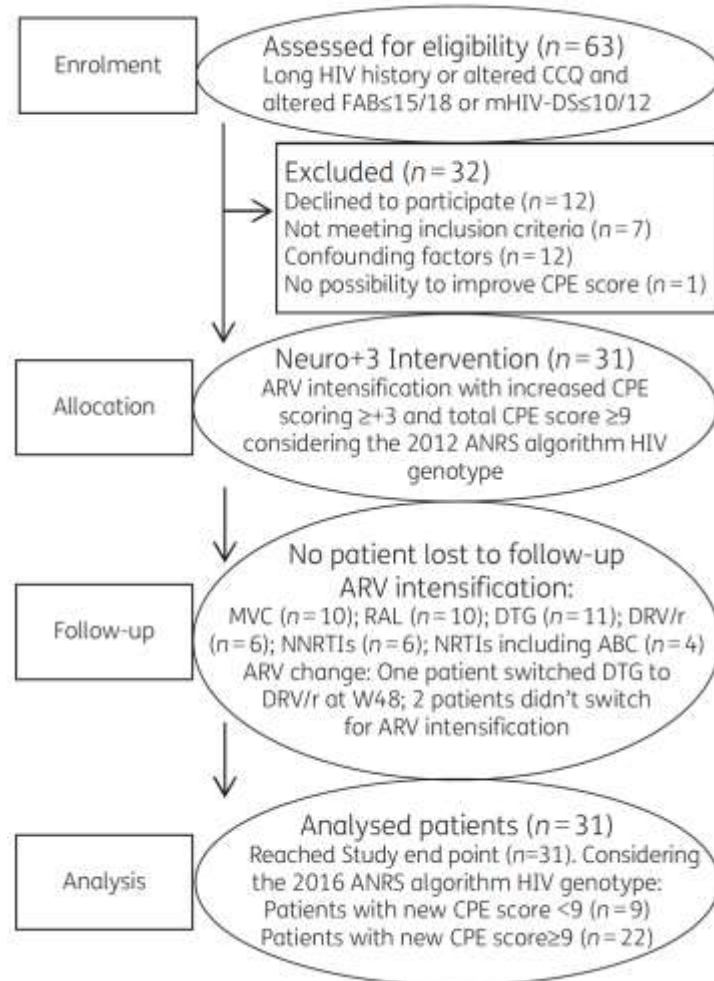 Enrolment
Assessed for eligibility (n=63)
Long HIV history or altered CCQ and
altered FAB≤15/18 or mHIV-DS≤10/12
Excluded (n=32)
Declined to participate (n=12)
Not meeting inclusion criteria (n=7)
Confounding factors (n=12)
No possibility to improve CPE score (n=1)
Allocation
Neuro+3 Intervention (n=31)
ARV intensification with increased CPE
scoring ≥+3 and total CPE score ≥9
considering the 2012 ANRS algorithm HIV
genotype
Follow-up
No patient lost to follow-up
ARV intensification:
MVC (n=10); RAL (n=10); DTG (n=11); DRV/r
(n=6); NNRTIs (n=6); NRTIs including ABC (n=4)
ARV change: One patient switched DTG to
DRV/r at W48; 2 patients didn't switch
for ARV intensification
Analysis
Analysed patients (n=31)
Reached Study end point (n=31). Considering
the 2016 ANRS algorithm HIV genotype:
Patients with new CPE score <9 (n=9)
Patients with new CPE score≥9 (n=22)